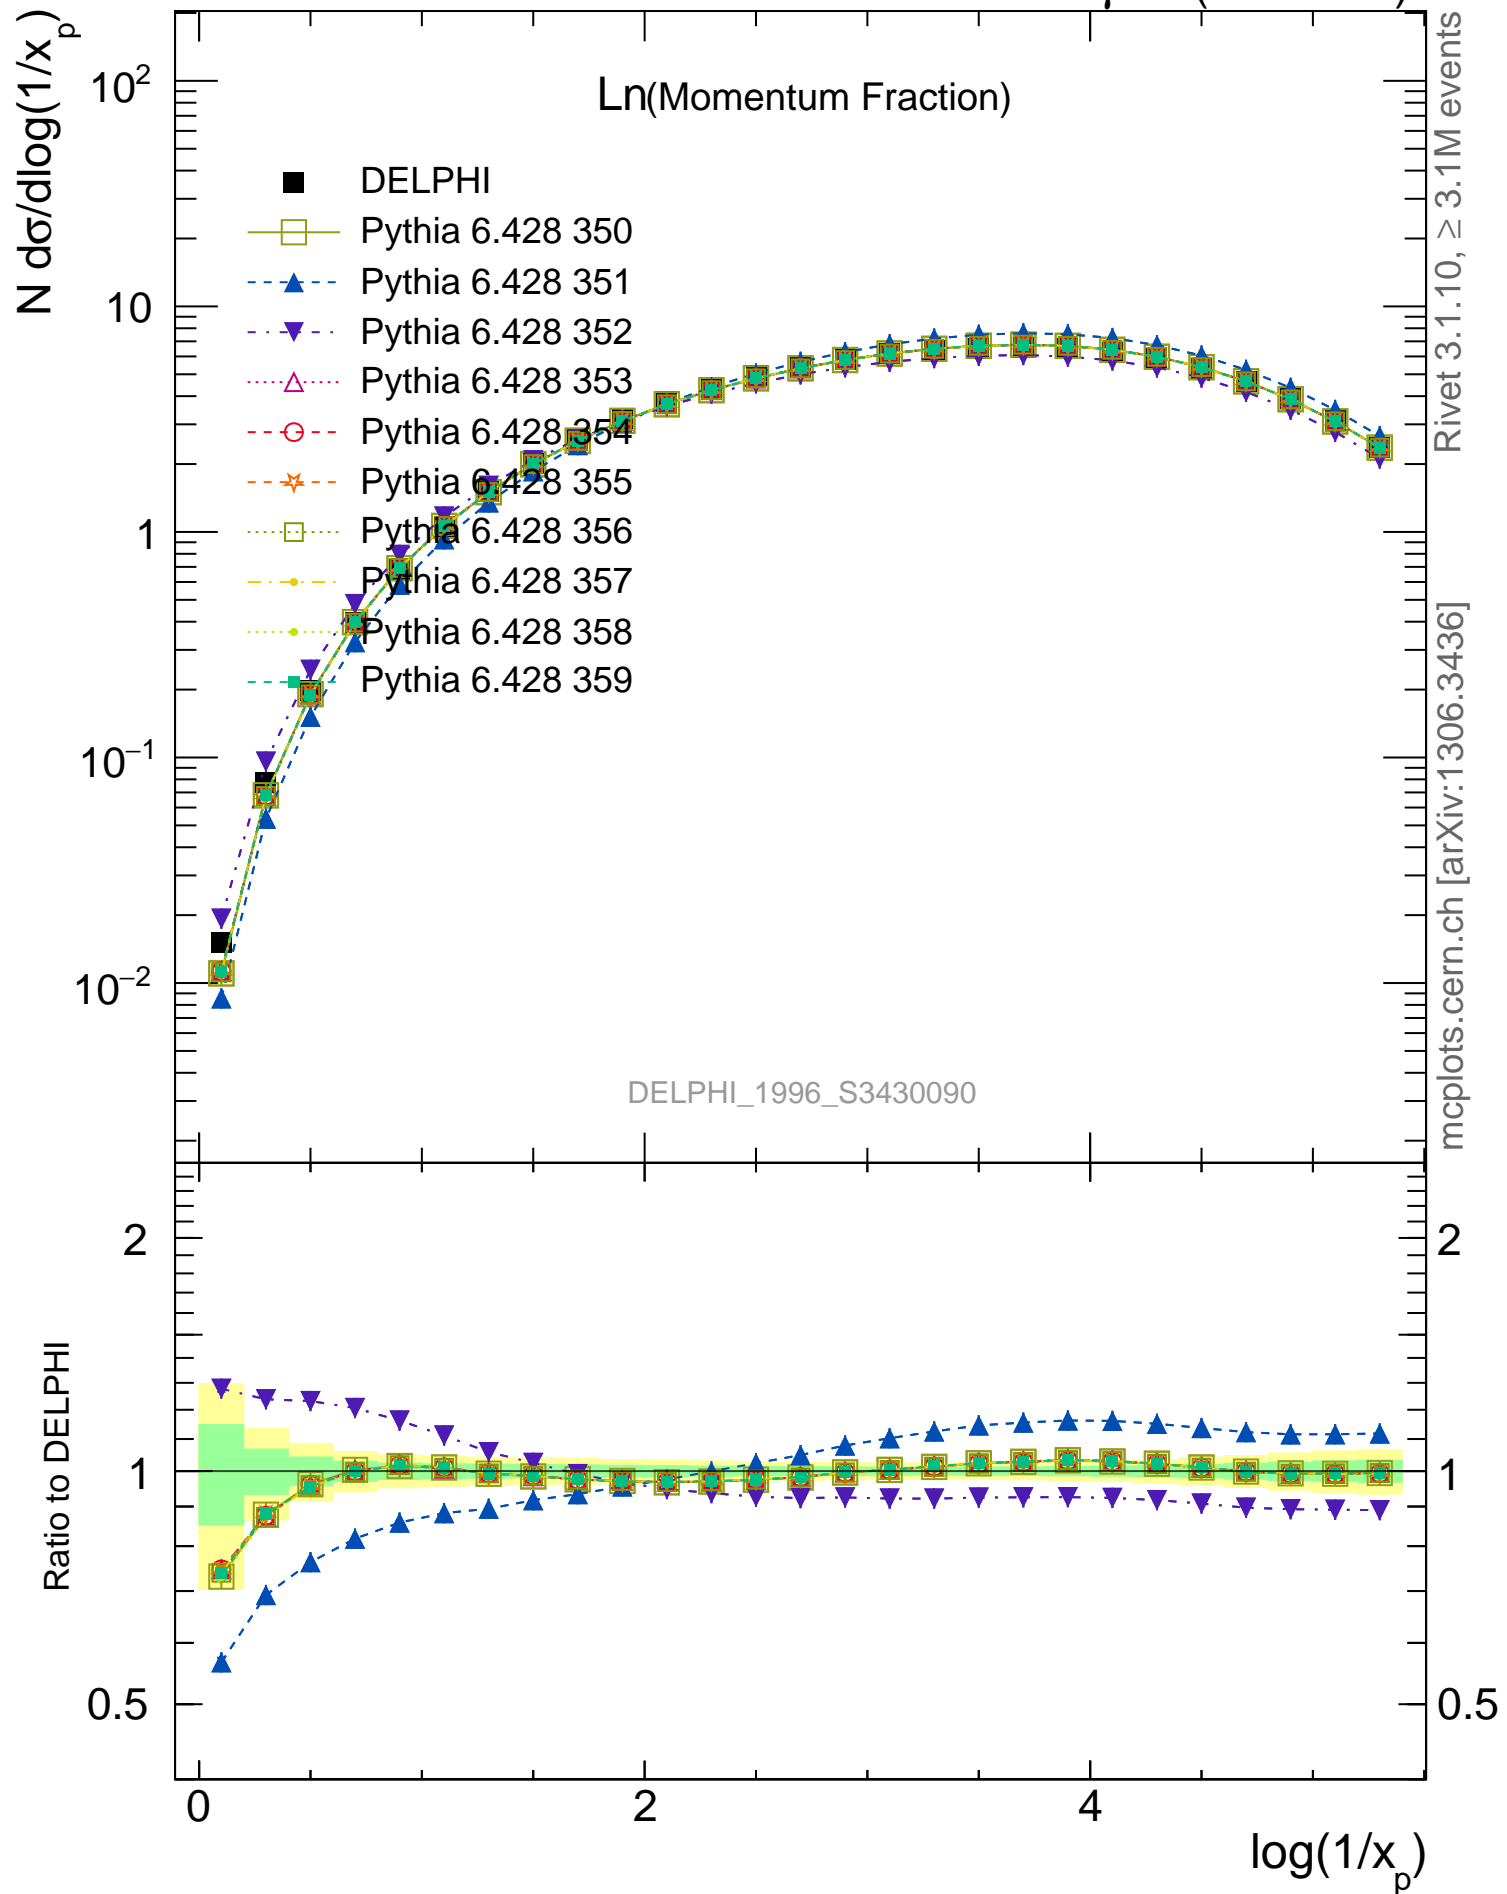 N dσ/dlog(1/x_p)
Ln(Momentum Fraction)
DELPHI
Pythia 6.428 350
Pythia 6.428 351
Pythia 6.428 352
Pythia 6.428 353
Pythia 6.428 354
Pythia 6.428 355
Pythia 6.428 356
Pythia 6.428 357
Pythia 6.428 358
Pythia 6.428 359
10²
10
1
10⁻¹
10⁻²
DELPHI_1996_S3430090
Rivet 3.1.10, ≥ 3.1M events
mcplots.cern.ch [arXiv:1306.3436]
Ratio to DELPHI
2
1
0.5
2
1
0.5
0
2
4
log(1/x_p)